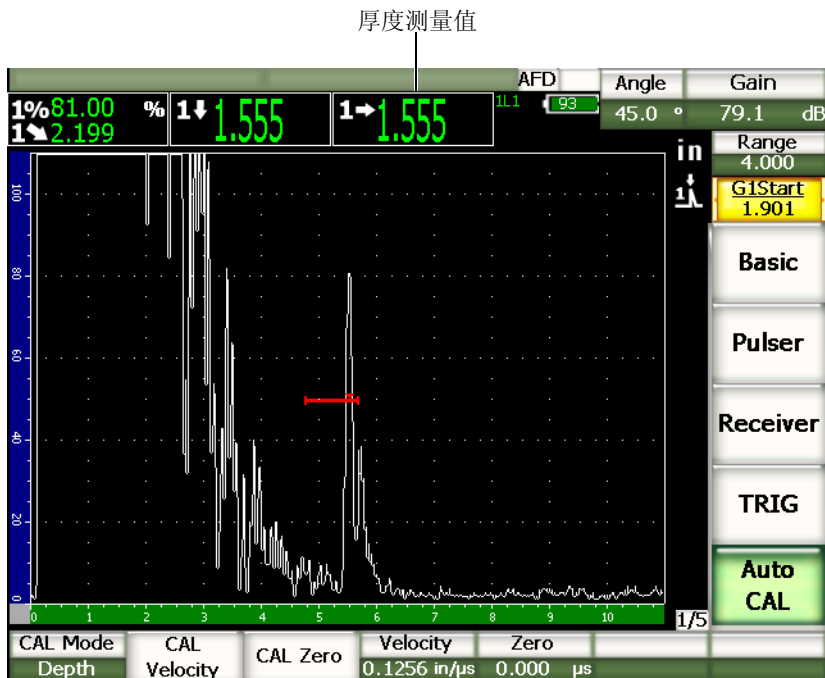 厚度测量值
AFD Angle Gain
1% 81.00 % 1 1.555 1 1.555 1L1 93 45.0 º 79.1 dB
1 2.199
in Range
4.000
1 G1Start
1.901
100
80
60
40
20
0
Basic
Pulser
Receiver
TRIG
Auto
CAL
0 1 2 3 4 5 6 7 8 9 10
1/5
CAL Mode CAL CAL Zero Velocity Zero
Depth Velocity 0.1256 in/µs 0.000 µs